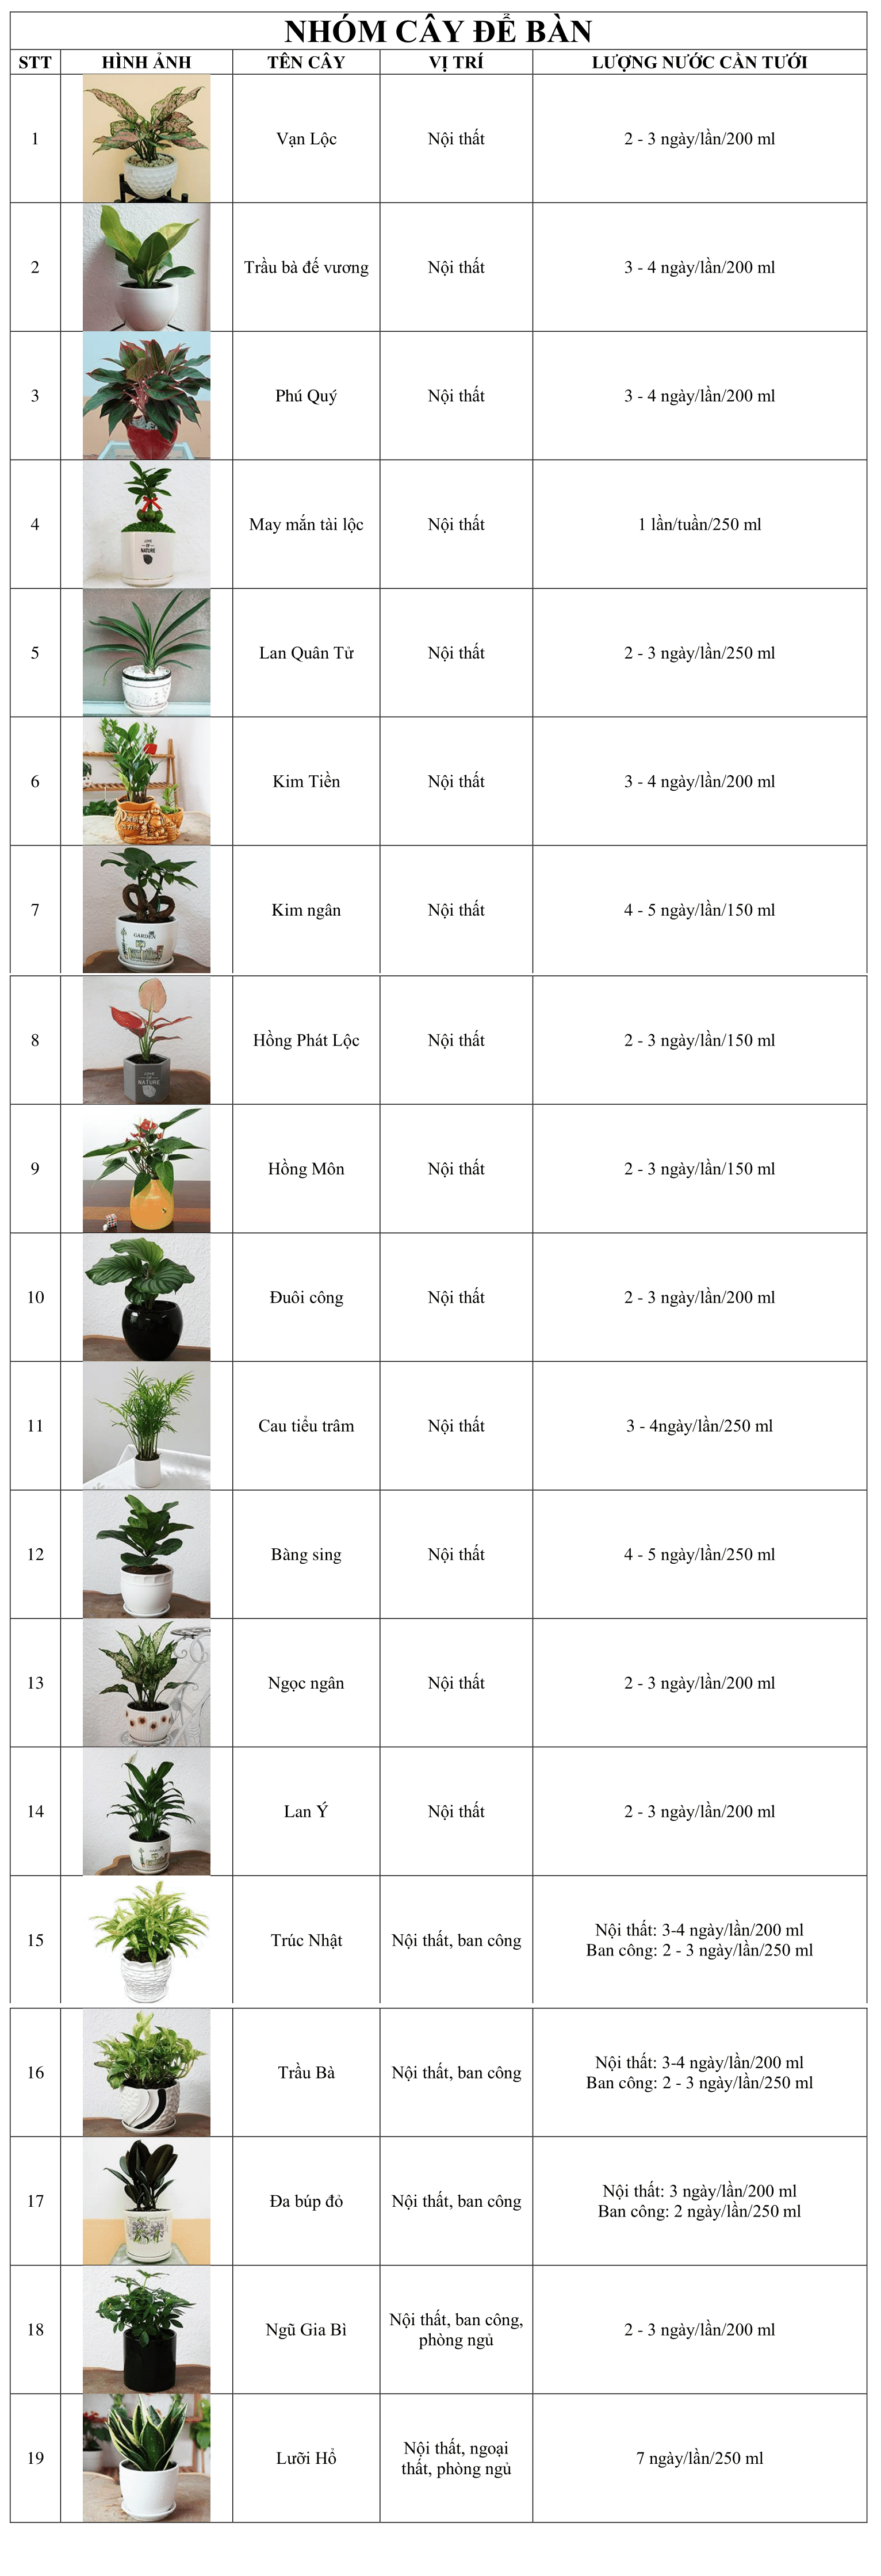 NHÓM CÂY ĐỂ BÀN
STT HÌNH ẢNH TÊN CÂY VỊ TRÍ LƯỢNG NƯỚC CẦN TƯỚI
1 Vạn Lộc Nội thất 2 - 3 ngày/lần/200 ml
2 Trầu bà đế vương Nội thất 3 - 4 ngày/lần/200 ml
3 Phú Quý Nội thất 3 - 4 ngày/lần/200 ml
LOVE
OF
NATURE
4 May mắn tài lộc Nội thất 1 lần/tuần/250 ml
5 Lan Quân Tử Nội thất 2 - 3 ngày/lần/250 ml
6 Kim Tiền Nội thất 3 - 4 ngày/lần/200 ml
GARDEN
7 Kim ngân Nội thất 4 - 5 ngày/lần/150 ml
LOVE
OF
NATURE
8 Hồng Phát Lộc Nội thất 2 - 3 ngày/lần/150 ml
9 Hồng Môn Nội thất 2 - 3 ngày/lần/150 ml
10 Đuôi công Nội thất 2 - 3 ngày/lần/200 ml
11 Cau tiểu trâm Nội thất 3 - 4ngày/lần/250 ml
12 Bàng sing Nội thất 4 - 5 ngày/lần/250 ml
13 Ngọc ngân Nội thất 2 - 3 ngày/lần/200 ml
14 Lan Ý Nội thất 2 - 3 ngày/lần/200 ml
GARDEN
15 Trúc Nhật Nội thất, ban công Nội thất: 3-4 ngày/lần/200 ml
Ban công: 2 - 3 ngày/lần/250 ml
16 Trầu Bà Nội thất, ban công Nội thất: 3-4 ngày/lần/200 ml
Ban công: 2 - 3 ngày/lần/250 ml
17 Đa búp đỏ Nội thất, ban công Nội thất: 3 ngày/lần/200 ml
Ban công: 2 ngày/lần/250 ml
18 Ngũ Gia Bì Nội thất, ban công,
phòng ngủ 2 - 3 ngày/lần/200 ml
19 Lưỡi Hổ Nội thất, ngoại
thất, phòng ngủ 7 ngày/lần/250 ml